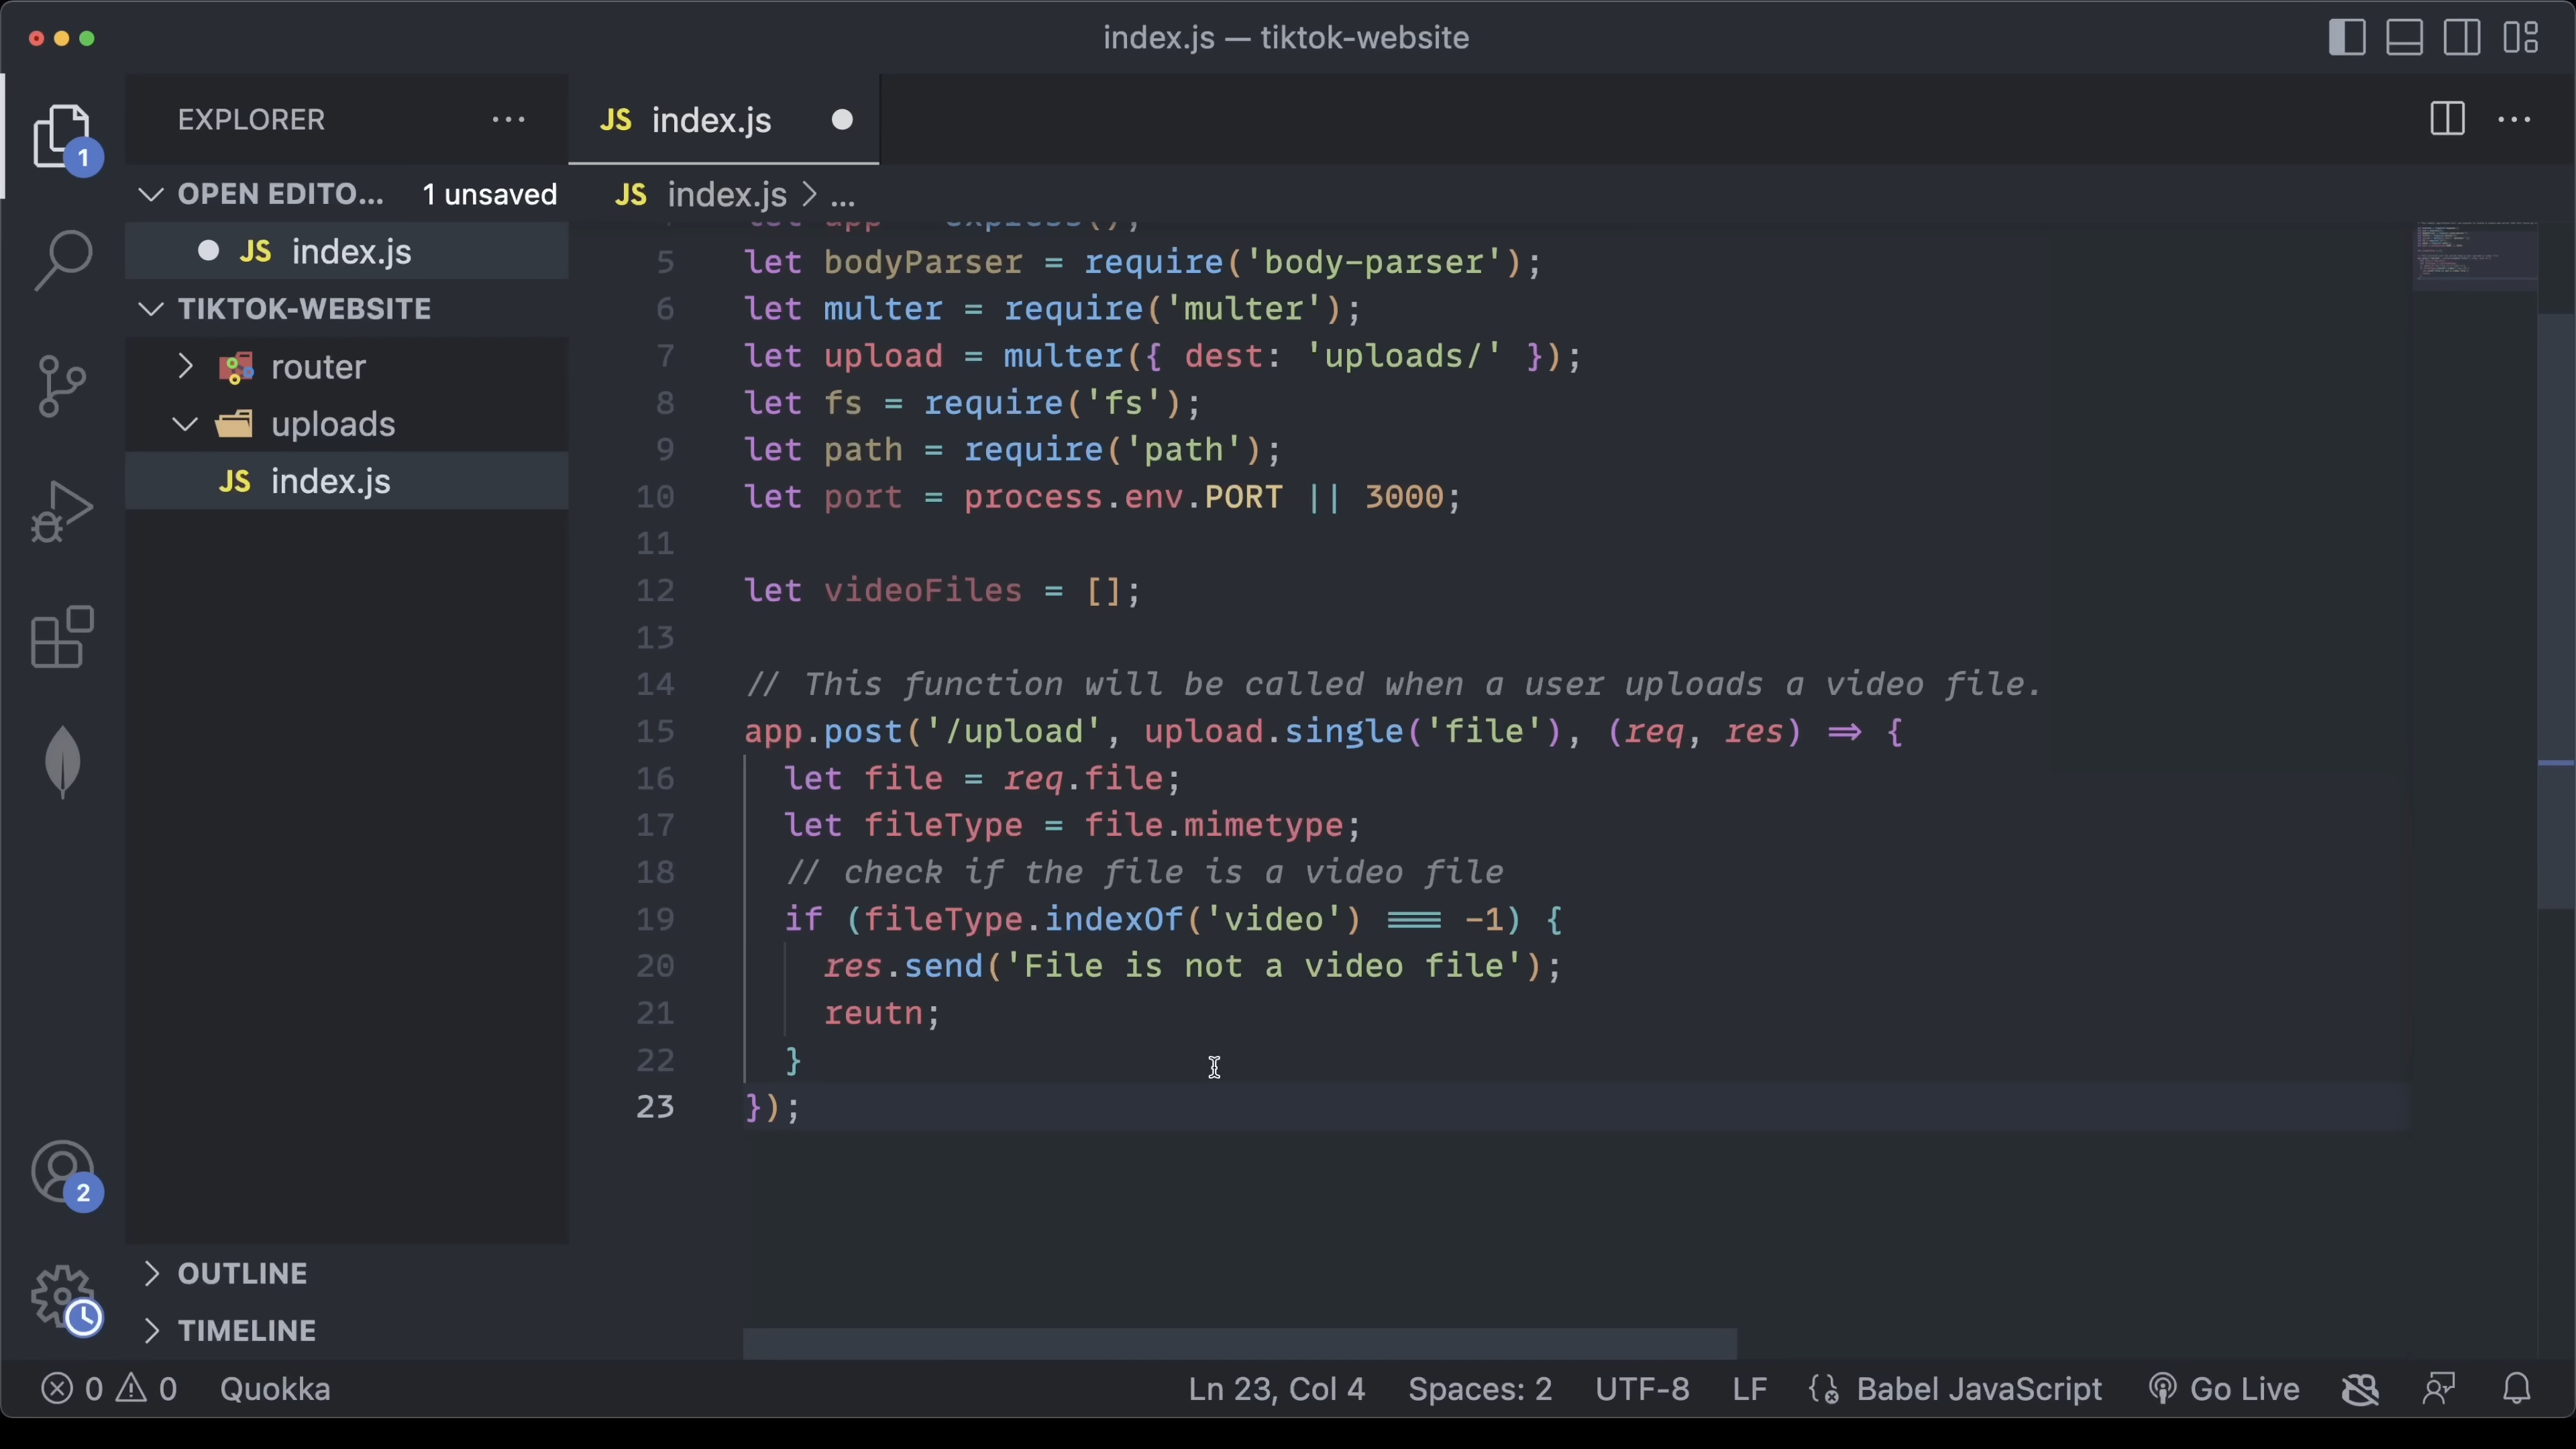 index.js — tiktok-website
EXPLORER
JS index.js
1
OPEN EDITO... 1 unsaved
JS index.js > ...
JS index.js
TIKTOK-WEBSITE
router
uploads
JS index.js
let app = express();
5 let bodyParser = require('body-parser');
6 let multer = require('multer');
7 let upload = multer({ dest: 'uploads/' });
8 let fs = require('fs');
9 let path = require('path');
10 let port = process.env.PORT || 3000;
11
12 let videoFiles = [];
13
14 // This function will be called when a user uploads a video file.
15 app.post('/upload', upload.single('file'), (req, res) => {
16 let file = req.file;
17 let fileType = file.mimetype;
18 // check if the file is a video file
19 if (fileType.indexOf('video') === -1) {
20 res.send('File is not a video file');
21 reutn;
22 }
23 });
2
OUTLINE
TIMELINE
0 0 Quokka Ln 23, Col 4 Spaces: 2 UTF-8 LF Babel JavaScript Go Live